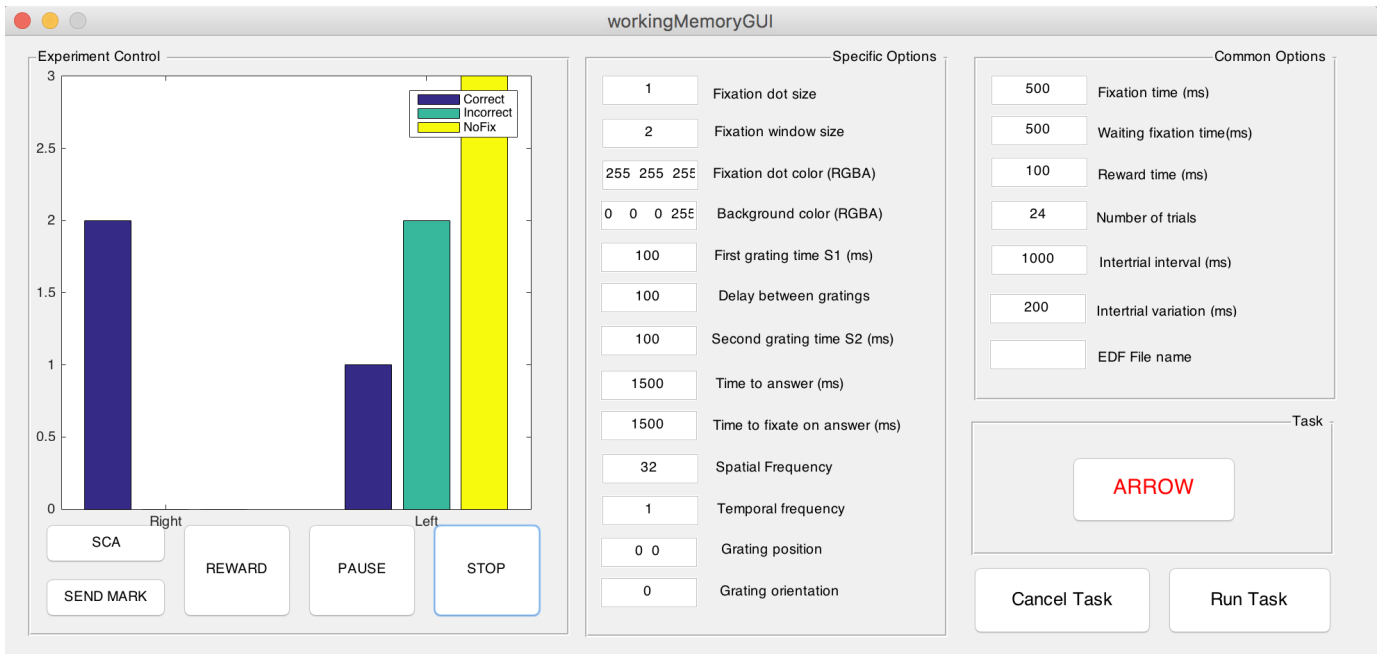 workingMemoryGUI
Experiment Control
3
2.5
2
1.5
1
0.5
0
Correct
Incorrect
NoFix
Right
Left
SCA
SEND MARK
REWARD
PAUSE
STOP
Specific Options
1 Fixation dot size
2 Fixation window size
255 255 255 Fixation dot color (RGBA)
0 0 0 255 Background color (RGBA)
100 First grating time S1 (ms)
100 Delay between gratings
100 Second grating time S2 (ms)
1500 Time to answer (ms)
1500 Time to fixate on answer (ms)
32 Spatial Frequency
1 Temporal frequency
0 0 Grating position
0 Grating orientation
Common Options
500 Fixation time (ms)
500 Waiting fixation time(ms)
100 Reward time (ms)
24 Number of trials
1000 Intertrial interval (ms)
200 Intertrial variation (ms)
EDF File name
Task
ARROW
Cancel Task
Run Task